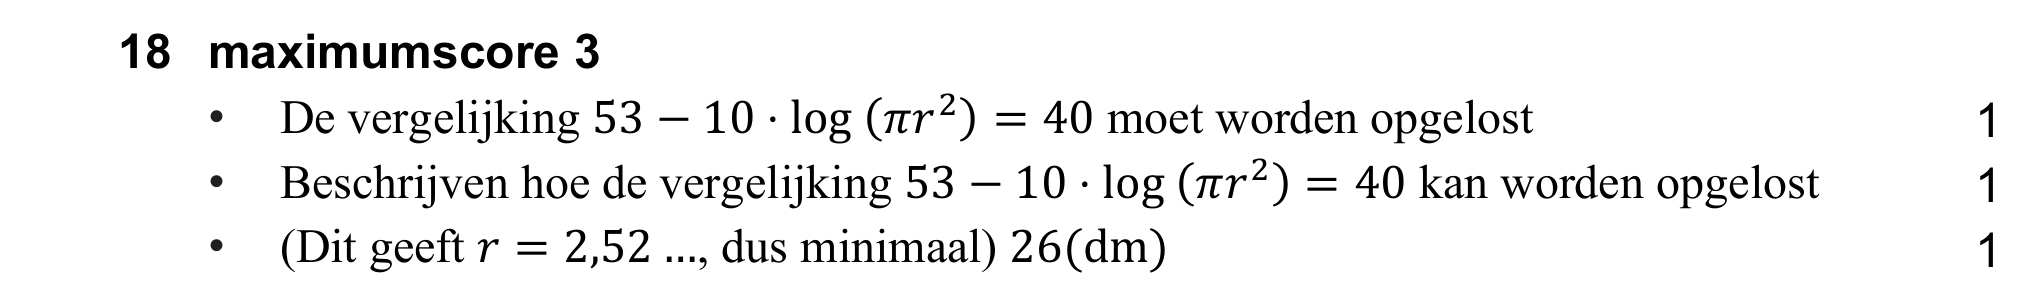 18 maximumscore 3
• De vergelijking 53 − 10 · log (πr²) = 40 moet worden opgelost 1
• Beschrijven hoe de vergelijking 53 − 10 · log (πr²) = 40 kan worden opgelost 1
• (Dit geeft r = 2,52 ..., dus minimaal) 26(dm) 1